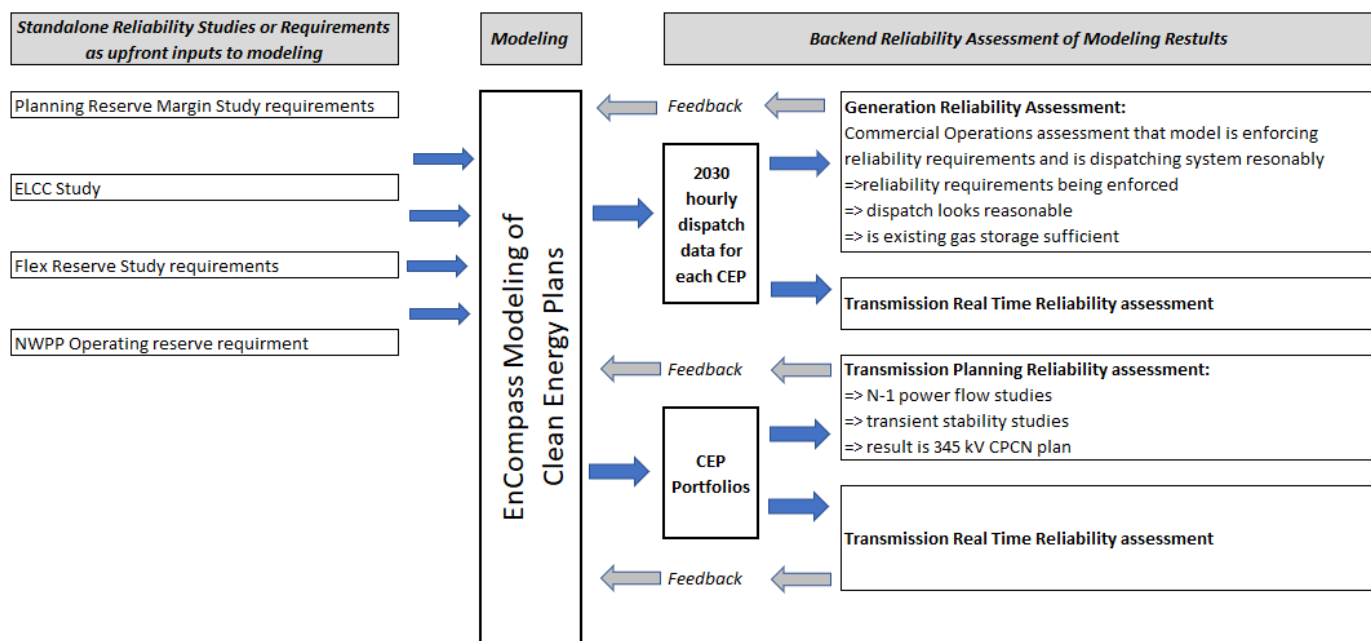 Standalone Reliability Studies or Requirements
as upfront inputs to modeling
Modeling
Backend Reliability Assessment of Modeling Restults
Planning Reserve Margin Study requirements
ELCC Study
Flex Reserve Study requirements
NWPP Operating reserve requirment
EnCompass Modeling of
Clean Energy Plans
Feedback
2030
hourly
dispatch
data for
each CEP
Generation Reliability Assessment:
Commercial Operations assessment that model is enforcing
reliability requirements and is dispatching system resonably
=>reliability requirements being enforced
=> dispatch looks reasonable
=> is existing gas storage sufficient
Transmission Real Time Reliability assessment
Feedback
CEP
Portfolios
Transmission Planning Reliability assessment:
=> N-1 power flow studies
=> transient stability studies
=> result is 345 kV CPCN plan
Transmission Real Time Reliability assessment
Feedback